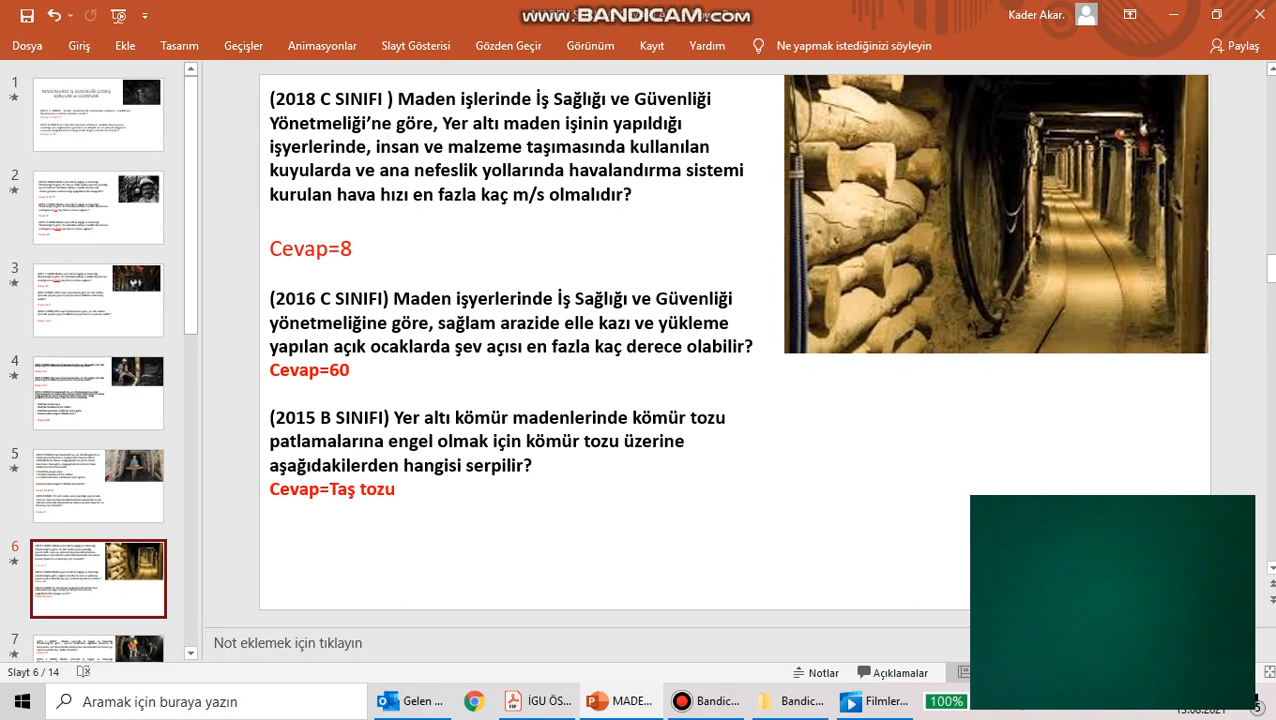 www.BANDICAM.com
Kader Akar.
Dosya Giriş Ekle Tasarım Geçişler Animasyonlar Slayt Gösterisi Gözden Geçir Görünüm Kayıt Yardım Ne yapmak istediğinizi söyleyin Paylaş
1
2
4
6
7
(2018 C SINIFI ) Maden işlerinde İş Sağlığı ve Güvenliği
Yönetmeliği’ne göre, Yer altı maden işinin yapıldığı
işyerlerinde, insan ve malzeme taşımasında kullanılan
kuyularda ve ana nefeslik yollarında havalandırma sistemi
kurulan hava hızı en fazla kaç m/s olmalıdır?
Cevap=8
(2018 C SINIFI) Maden işyerlerinde İş Sağlığı ve Güvenliği
yönetmeliğine göre, sağlam arazide elle kazı ve yükleme
yapılan açık ocaklarda şev açısı en fazla kaç derece olabilir?
Cevap=60
(2015 B SINIFI) Yer altı kömür madenlerinde kömür tozu
patlamalarına engel olmak için kömür tozu üzerine
aşağıdakilerden hangisi serpilir?
Cevap=Taş tozu
Not eklemek için tıklayın
Slayt 6 / 14 Notlar Açıklamalar
Aramak için buraya yazın Gelen ... İGU ÖS... MADE... Bandic... Bandic... Filmler... 100%